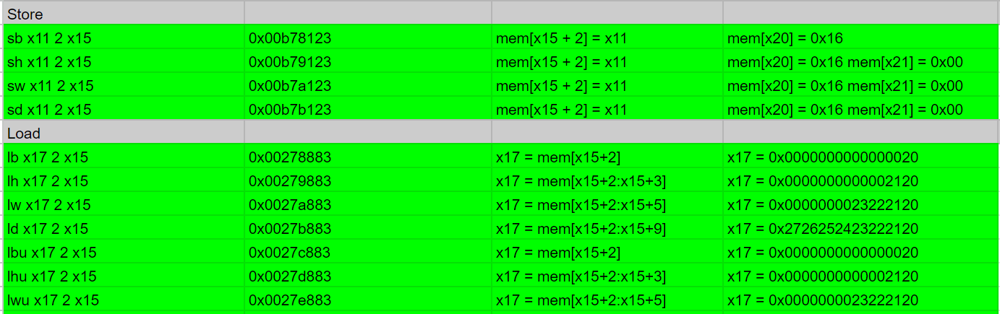 Store
sb x11 2 x15 0x00b78123 mem[x15 + 2] = x11 mem[x20] = 0x16
sh x11 2 x15 0x00b79123 mem[x15 + 2] = x11 mem[x20] = 0x16 mem[x21] = 0x00
sw x11 2 x15 0x00b7a123 mem[x15 + 2] = x11 mem[x20] = 0x16 mem[x21] = 0x00
sd x11 2 x15 0x00b7b123 mem[x15 + 2] = x11 mem[x20] = 0x16 mem[x21] = 0x00
Load
lb x17 2 x15 0x00278883 x17 = mem[x15+2] x17 = 0x0000000000000020
lh x17 2 x15 0x00279883 x17 = mem[x15+2:x15+3] x17 = 0x0000000000002120
lw x17 2 x15 0x0027a883 x17 = mem[x15+2:x15+5] x17 = 0x0000000023222120
ld x17 2 x15 0x0027b883 x17 = mem[x15+2:x15+9] x17 = 0x2726252423222120
lbu x17 2 x15 0x0027c883 x17 = mem[x15+2] x17 = 0x0000000000000020
lhu x17 2 x15 0x0027d883 x17 = mem[x15+2:x15+3] x17 = 0x0000000000002120
lwu x17 2 x15 0x0027e883 x17 = mem[x15+2:x15+5] x17 = 0x0000000023222120